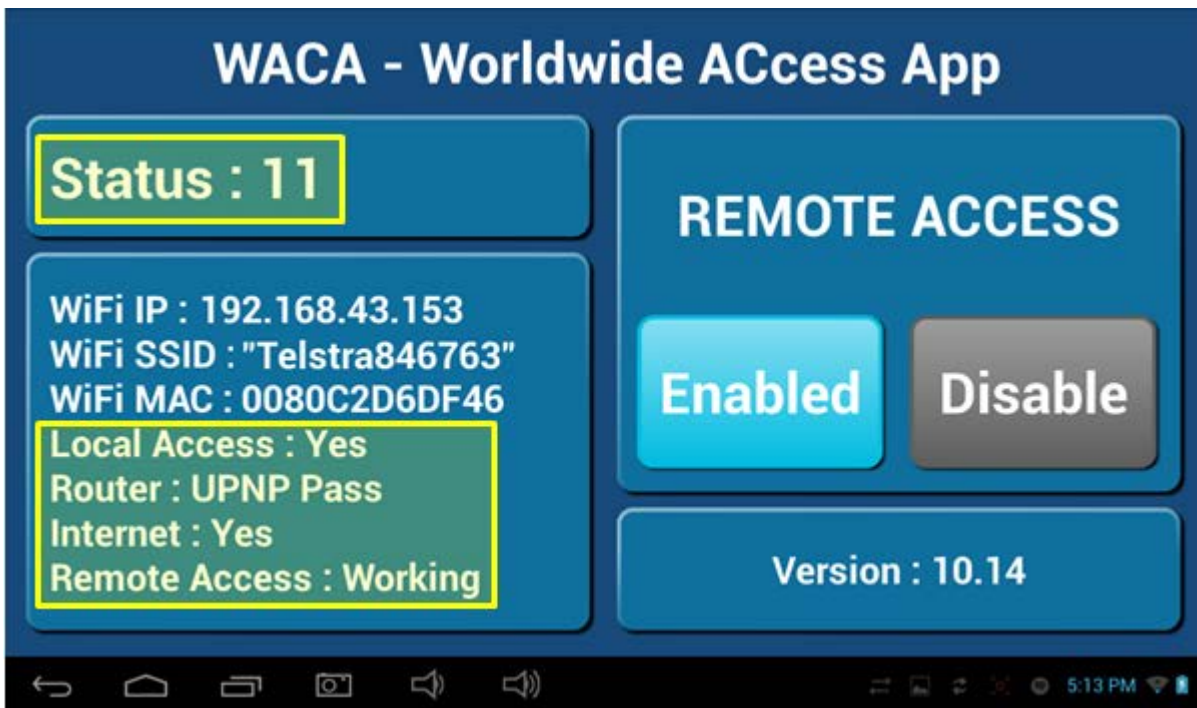 WACA - Worldwide ACcess App
Status : 11
WiFi IP : 192.168.43.153
WiFi SSID : "Telstra846763"
WiFi MAC : 0080C2D6DF46
Local Access : Yes
Router : UPNP Pass
Internet : Yes
Remote Access : Working
REMOTE ACCESS
Enabled
Disable
Version : 10.14
5:13 PM